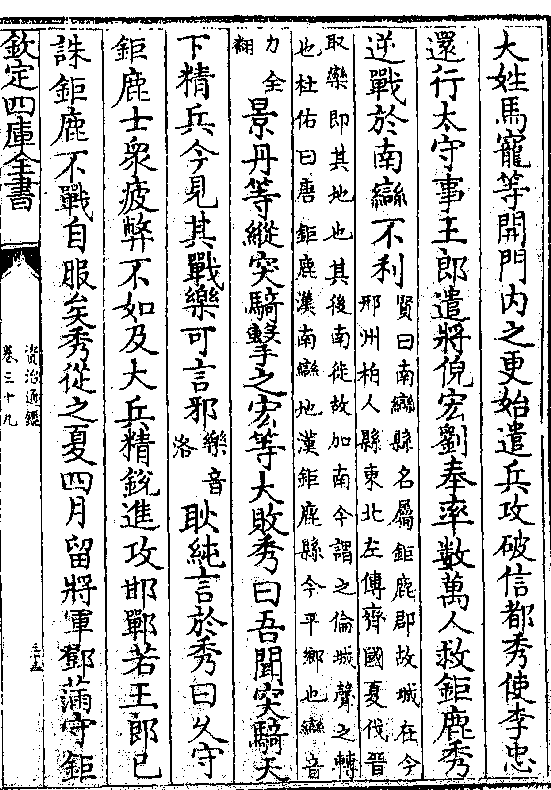 大姓馬寵等開門内之更始遣兵攻破信都秀使李忠
還行太守事王郎遣將倪宏劉奉率數萬人救鉅鹿秀
逆戰於南䜌不利
賢曰南䜌縣名屬鉅鹿郡故城在今
邢州柏人縣東北左傳齊國夏伐晉
取欒即其地也其後南徙故加南今謂之倫城聲之轉
也杜佑曰唐鉅鹿漢南䜌地漢鉅鹿縣今平鄉也䜌音
力全
翻
景丹等縱突騎擊之宏等大敗秀曰吾聞突騎天
下精兵今見其戰樂可言邪
樂音
洛
耿純言於秀曰久守
鉅鹿士衆疲弊不如及大兵精銳進攻邯鄲若王郎已
誅鉅鹿不戰自服矣秀從之夏四月留將軍鄧滿守鉅
欽定四庫全書
資治通鑑
卷三十九